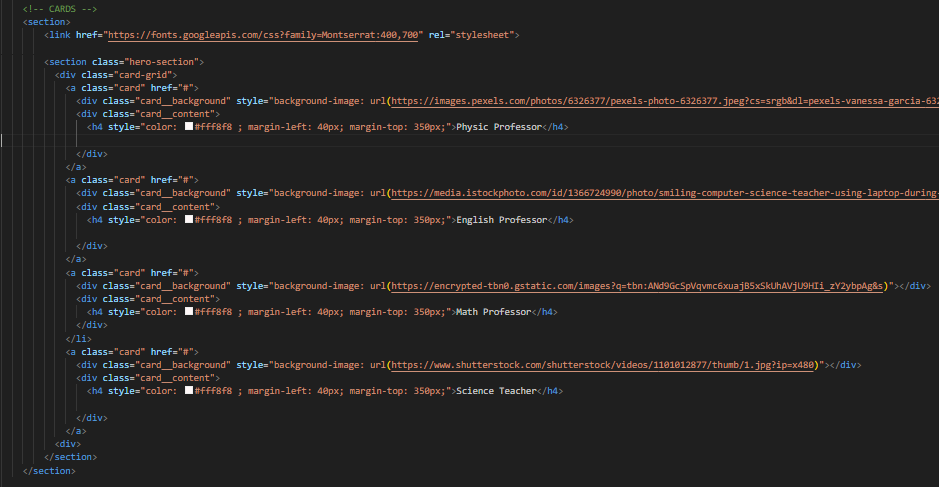 <!-- CARDS -->
<section>
<link href="https://fonts.googleapis.com/css?family=Montserrat:400,700" rel="stylesheet">
<section class="hero-section">
<div class="card-grid">
<a class="card" href="#">
<div class="card__background" style="background-image: url(https://images.pexels.com/photos/6326377/pexels-photo-6326377.jpeg?cs=srgb&dl=pexels-vanessa-garcia-632
<div class="card__content">
<h4 style="color: #fff8f8 ; margin-left: 40px; margin-top: 350px;">Physic Professor</h4>
</div>
</a>
<a class="card" href="#">
<div class="card__background" style="background-image: url(https://media.istockphoto.com/id/1366724990/photo/smiling-computer-science-teacher-using-laptop-during-
<div class="card__content">
<h4 style="color: #fff8f8 ; margin-left: 40px; margin-top: 350px;">English Professor</h4>
</div>
</a>
<a class="card" href="#">
<div class="card__background" style="background-image: url(https://encrypted-tbn0.gstatic.com/images?q=tbn:ANd9GcSpVqvmc6xuajB5xSkUhAVjU9HIi_zY2ybpAg&s)"></div>
<div class="card__content">
<h4 style="color: #fff8f8 ; margin-left: 40px; margin-top: 350px;">Math Professor</h4>
</div>
</li>
<a class="card" href="#">
<div class="card__background" style="background-image: url(https://www.shutterstock.com/shutterstock/videos/1101012877/thumb/1.jpg?ip=x480)"></div>
<div class="card__content">
<h4 style="color: #fff8f8 ; margin-left: 40px; margin-top: 350px;">Science Teacher</h4>
</div>
</a>
<div>
</section>
</section>